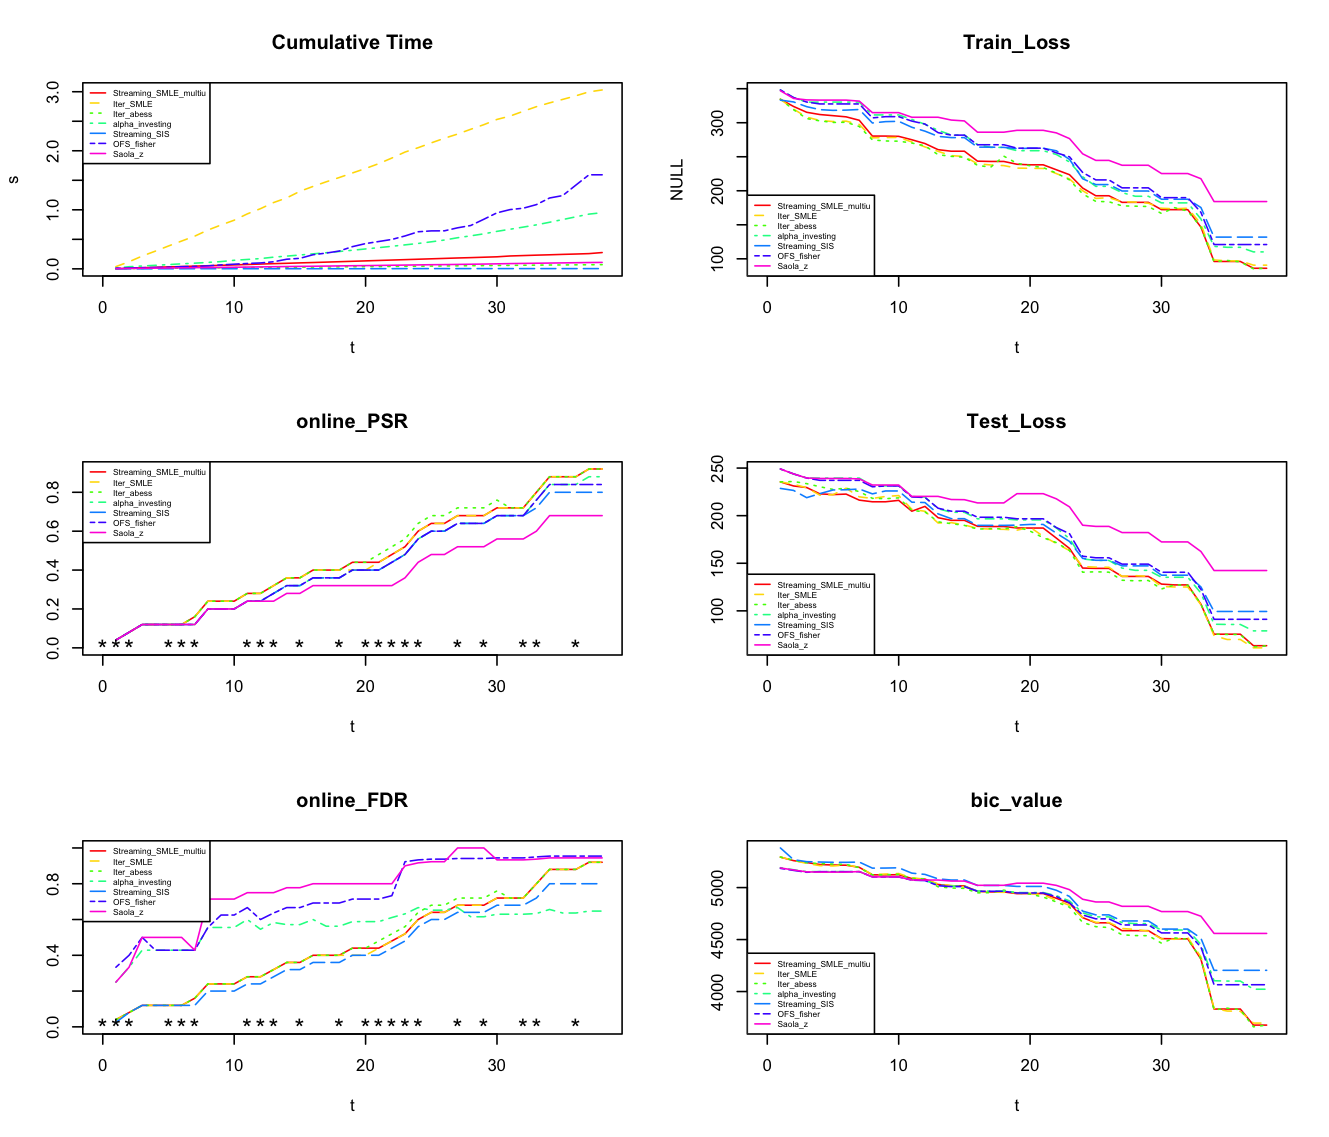 Cumulative Time
s
3.0
2.0
1.0
0.0
Streaming_SMLE_multiu
Iter_SMLE
Iter_abess
alpha_investing
Streaming_SIS
OFS_fisher
Saola_z
0 10 20 30
t
Train_Loss
NULL
300
200
100
Streaming_SMLE_multiu
Iter_SMLE
Iter_abess
alpha_investing
Streaming_SIS
OFS_fisher
Saola_z
0 10 20 30
t
online_PSR
0.8
0.6
0.4
0.2
0.0
Streaming_SMLE_multiu
Iter_SMLE
Iter_abess
alpha_investing
Streaming_SIS
OFS_fisher
Saola_z
* * * * * * * * * * * * * * * * * * * * *
0 10 20 30
t
Test_Loss
250
200
150
100
Streaming_SMLE_multiu
Iter_SMLE
Iter_abess
alpha_investing
Streaming_SIS
OFS_fisher
Saola_z
0 10 20 30
t
online_FDR
0.8
0.4
0.0
Streaming_SMLE_multiu
Iter_SMLE
Iter_abess
alpha_investing
Streaming_SIS
OFS_fisher
Saola_z
* * * * * * * * * * * * * * * * * * * * *
0 10 20 30
t
bic_value
5000
4500
4000
Streaming_SMLE_multiu
Iter_SMLE
Iter_abess
alpha_investing
Streaming_SIS
OFS_fisher
Saola_z
0 10 20 30
t